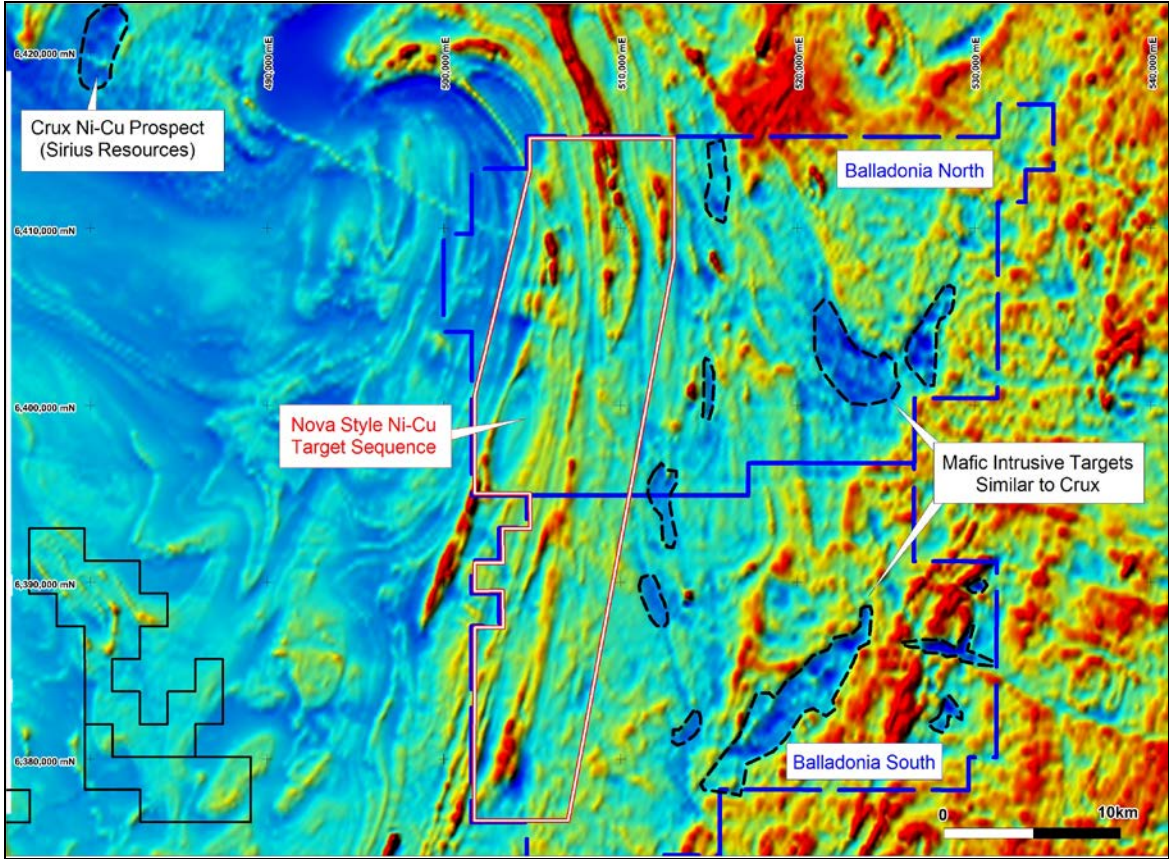 6,420,000 mN
490,000 mE
500,000 mE
510,000 mE
520,000 mE
530,000 mE
540,000 mE
Crux Ni-Cu Prospect
(Sirius Resources)
Balladonia North
6,410,000 mN
6,400,000 mN
Nova Style Ni-Cu
Target Sequence
Mafic Intrusive Targets
Similar to Crux
6,390,000 mN
6,380,000 mN
Balladonia South
0
10km